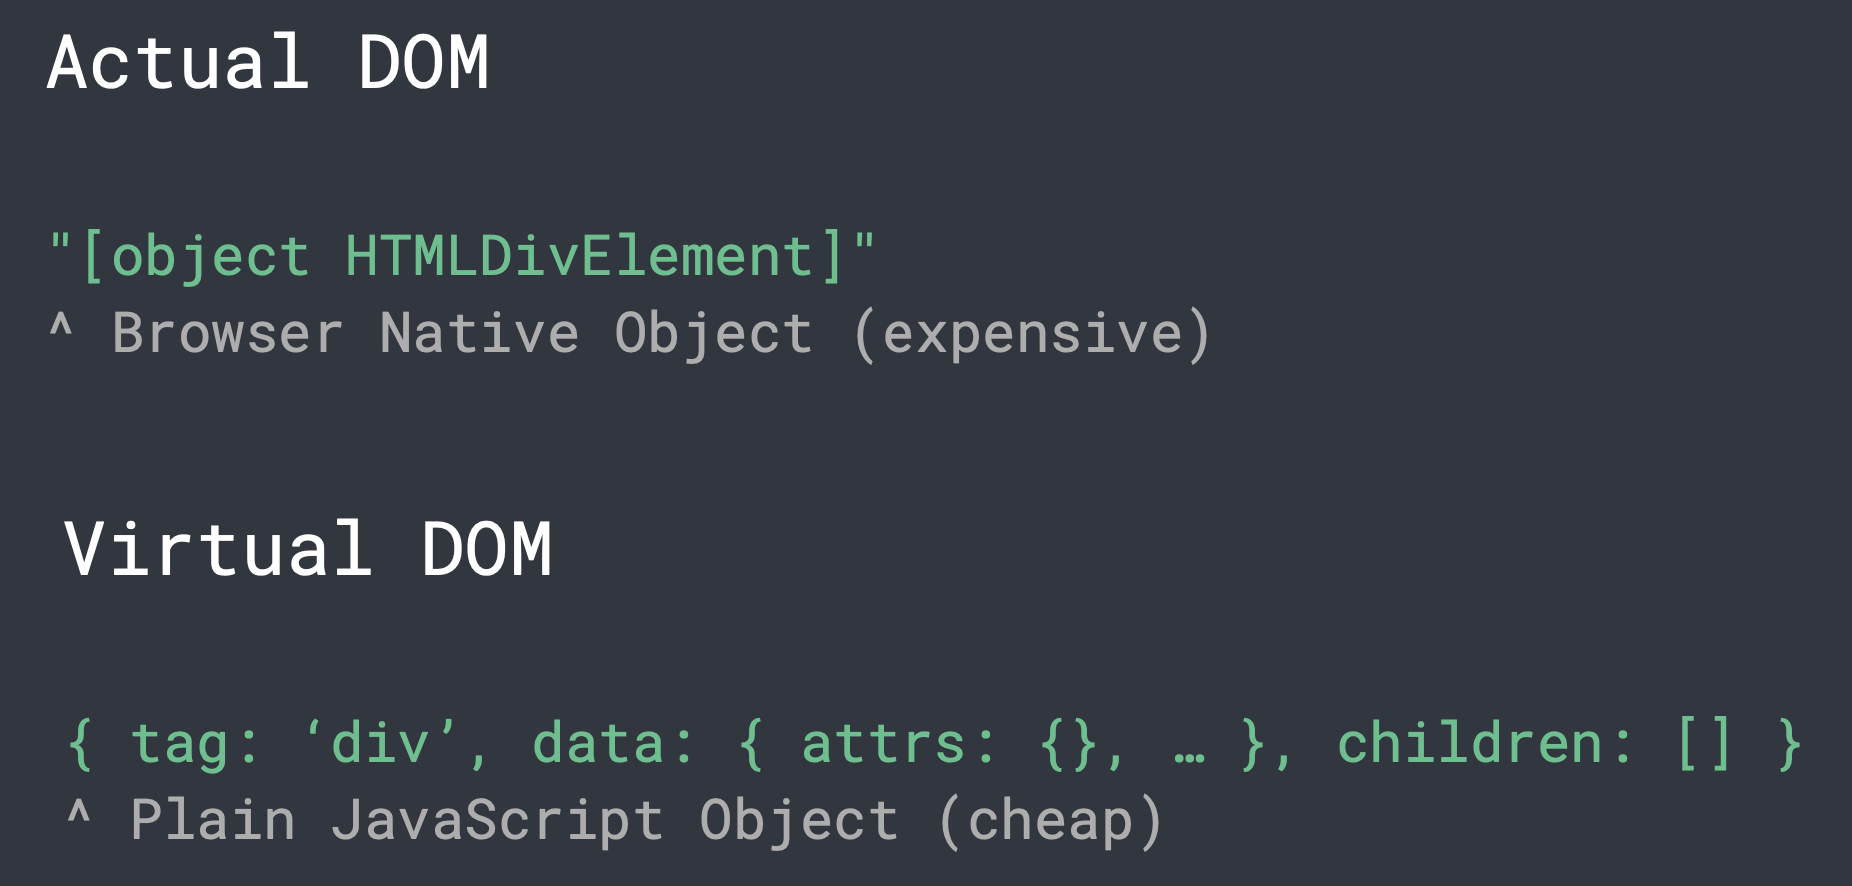 Actual DOM
"[object HTMLDivElement]"
^ Browser Native Object (expensive)
Virtual DOM
{ tag: ‘div’, data: { attrs: {}, … }, children: [] }
^ Plain JavaScript Object (cheap)